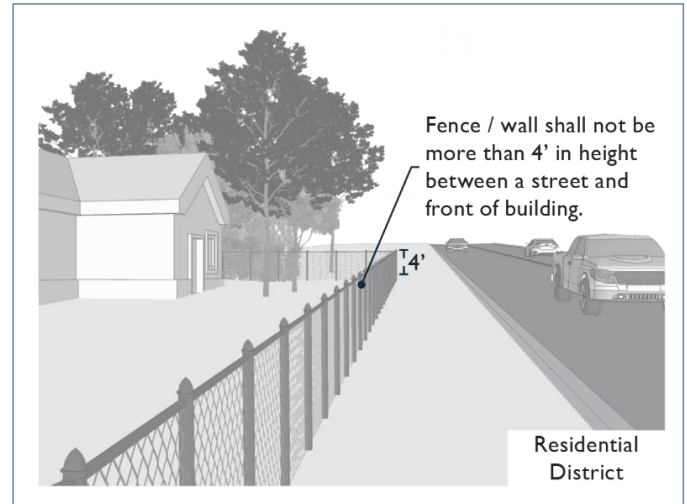 Fence / wall shall not be
more than 4’ in height
between a street and
front of building.
4’
Residential
District